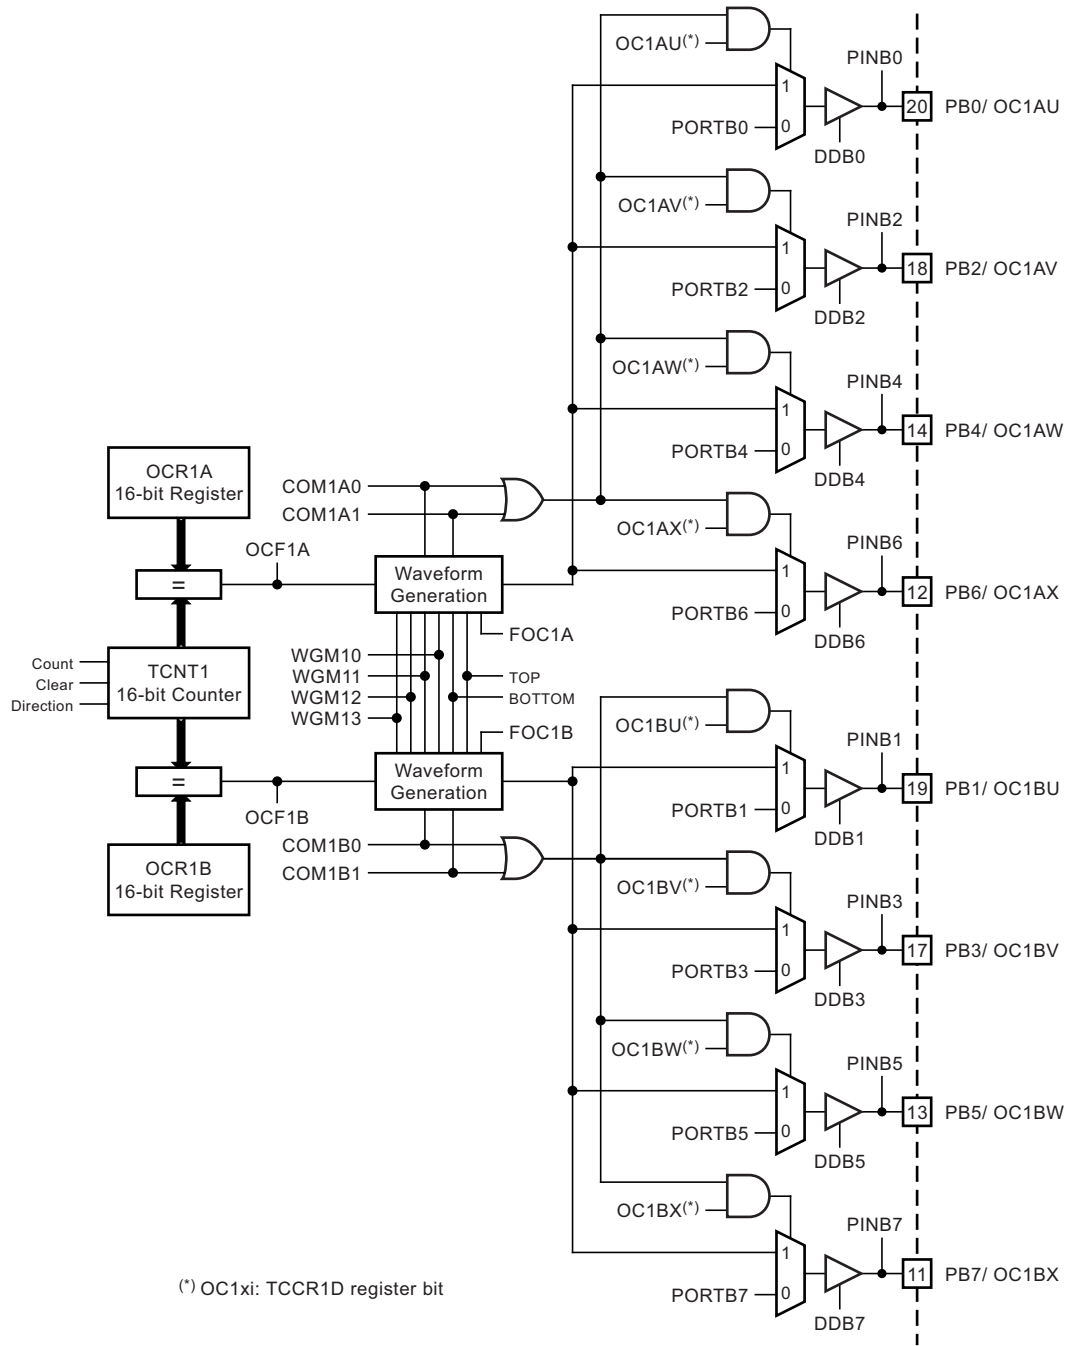 OC1AU(*)
PINB0
1
20
PB0/ OC1AU
PORTB0
0
DDB0
OC1AV(*)
PINB2
1
18
PB2/ OC1AV
PORTB2
0
DDB2
OC1AW(*)
PINB4
1
14
PB4/ OC1AW
PORTB4
0
DDB4
OCR1A
16-bit Register
COM1A0
COM1A1
OC1AX(*)
PINB6
OCF1A
=
Waveform
Generation
1
12
PB6/ OC1AX
PORTB6
0
DDB6
FOC1A
Count
Clear
Direction
TCNT1
16-bit Counter
WGM10
WGM11
WGM12
WGM13
TOP
BOTTOM
FOC1B
OC1BU(*)
PINB1
=
Waveform
Generation
1
19
PB1/ OC1BU
OCF1B
PORTB1
0
DDB1
COM1B0
COM1B1
OCR1B
16-bit Register
OC1BV(*)
PINB3
1
17
PB3/ OC1BV
PORTB3
0
DDB3
OC1BW(*)
PINB5
1
13
PB5/ OC1BW
PORTB5
0
DDB5
OC1BX(*)
PINB7
1
11
PB7/ OC1BX
PORTB7
0
DDB7
(*) OC1xi: TCCR1D register bit